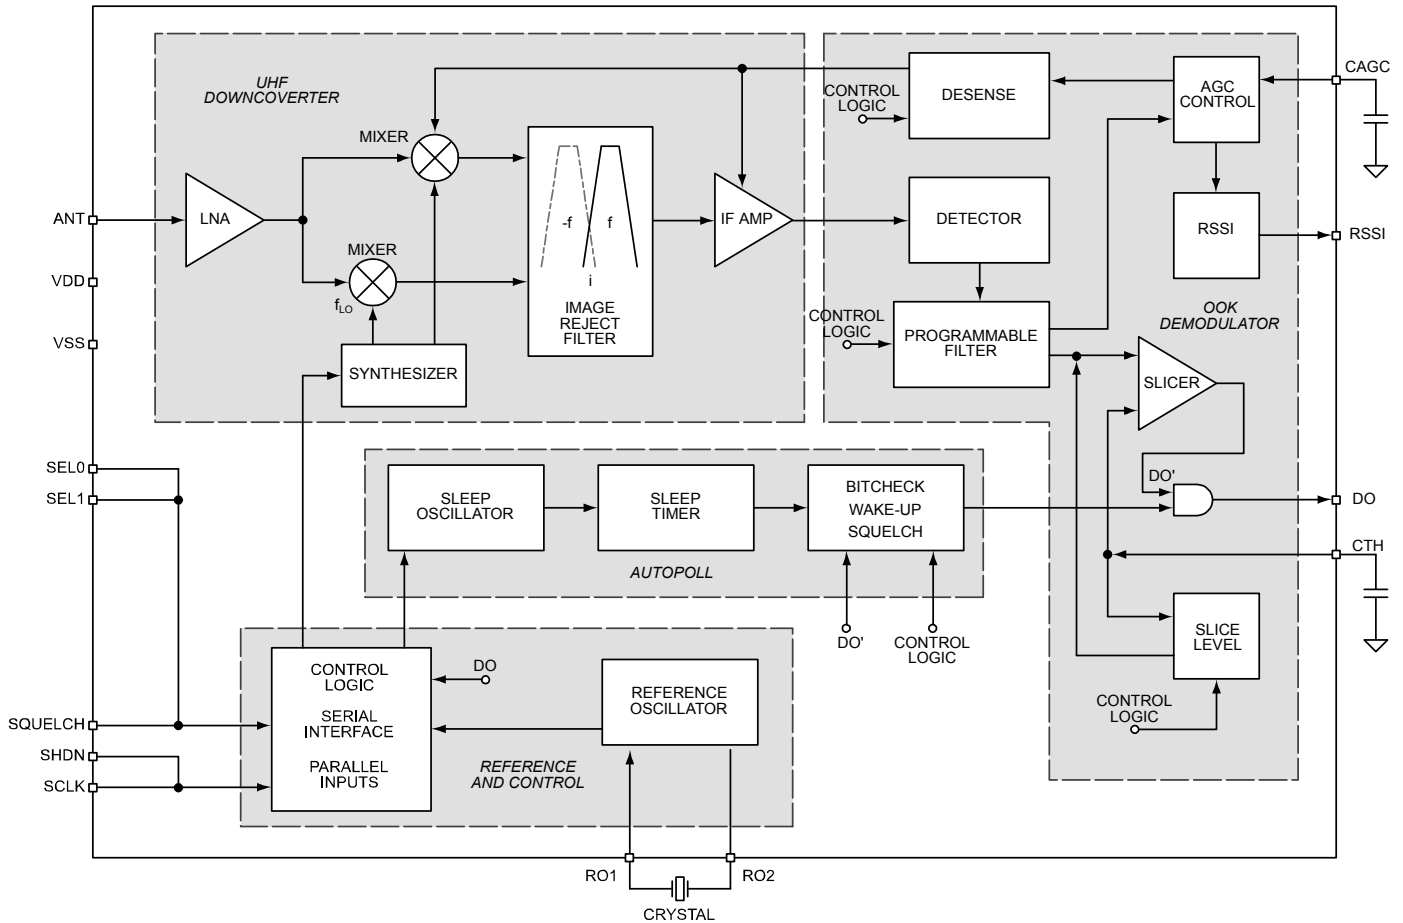 UHF
DOWNCOVERTER
MIXER
LNA
MIXER
fLO
SYNTHESIZER
-f
f
i
IMAGE
REJECT
FILTER
IF AMP
CONTROL
LOGIC
DESENSE
AGC
CONTROL
DETECTOR
RSSI
CONTROL
LOGIC
PROGRAMMABLE
FILTER
OOK
DEMODULATOR
SLICER
DO'
SLICE
LEVEL
CONTROL
LOGIC
CAGC
RSSI
DO
CTH
ANT
VDD
VSS
SEL0
SEL1
SQUELCH
SHDN
SCLK
SLEEP
OSCILLATOR
SLEEP
TIMER
BITCHECK
WAKE-UP
SQUELCH
AUTOPOLL
DO'
CONTROL
LOGIC
CONTROL
LOGIC
SERIAL
INTERFACE
PARALLEL
INPUTS
DO
REFERENCE
OSCILLATOR
REFERENCE
AND CONTROL
RO1
RO2
CRYSTAL